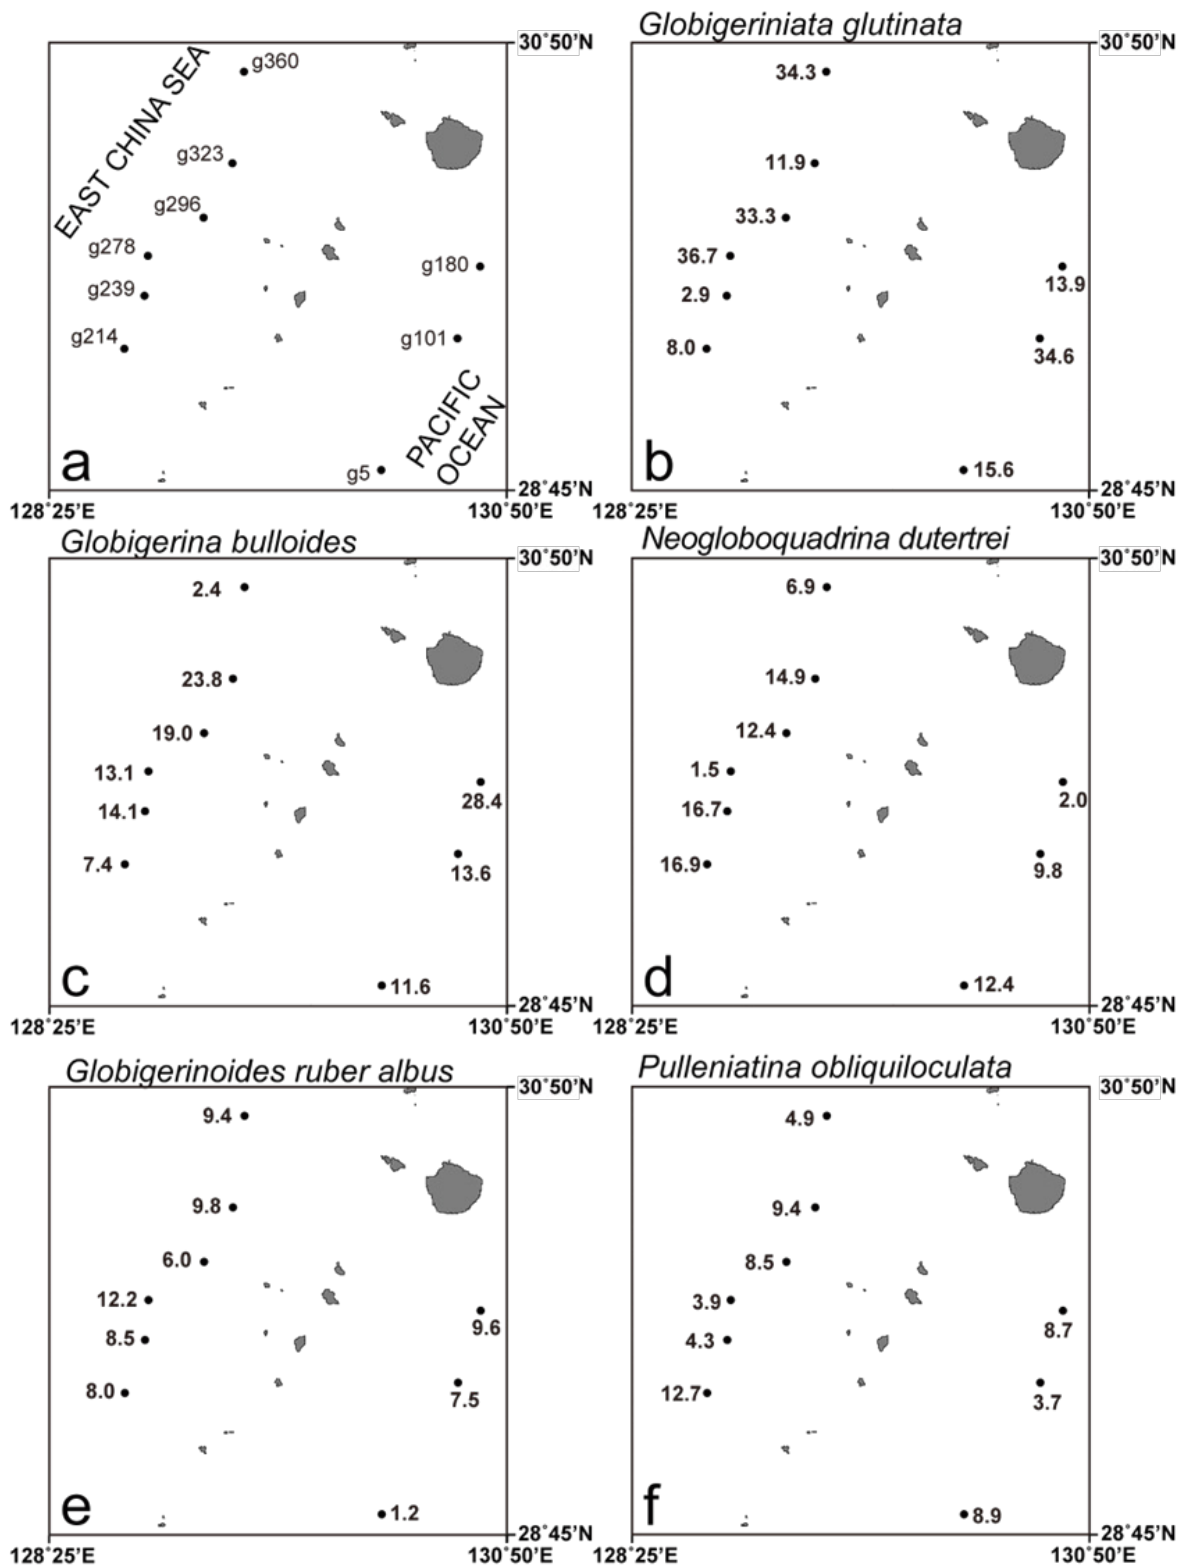 Globigeriniata glutinata
30°50'N
30°50'N
EAST CHINA SEA
g360
g323
g296
g278
g239
g214
g180
g101
g5
PACIFIC
OCEAN
a
28°45'N
128°25'E
130°50'E
34.3
11.9
33.3
36.7
2.9
8.0
13.9
34.6
15.6
b
28°45'N
128°25'E
130°50'E
Globigerina bulloides
30°50'N
2.4
23.8
19.0
13.1
14.1
7.4
28.4
13.6
11.6
c
28°45'N
128°25'E
130°50'E
Neogloboquadrina dutertrei
30°50'N
6.9
14.9
12.4
1.5
16.7
16.9
2.0
9.8
12.4
d
28°45'N
128°25'E
130°50'E
Globigerinoides ruber albus
30°50'N
9.4
9.8
6.0
12.2
8.5
8.0
9.6
7.5
1.2
e
28°45'N
128°25'E
130°50'E
Pulleniatina obliquiloculata
30°50'N
4.9
9.4
8.5
3.9
4.3
12.7
8.7
3.7
8.9
f
28°45'N
128°25'E
130°50'E